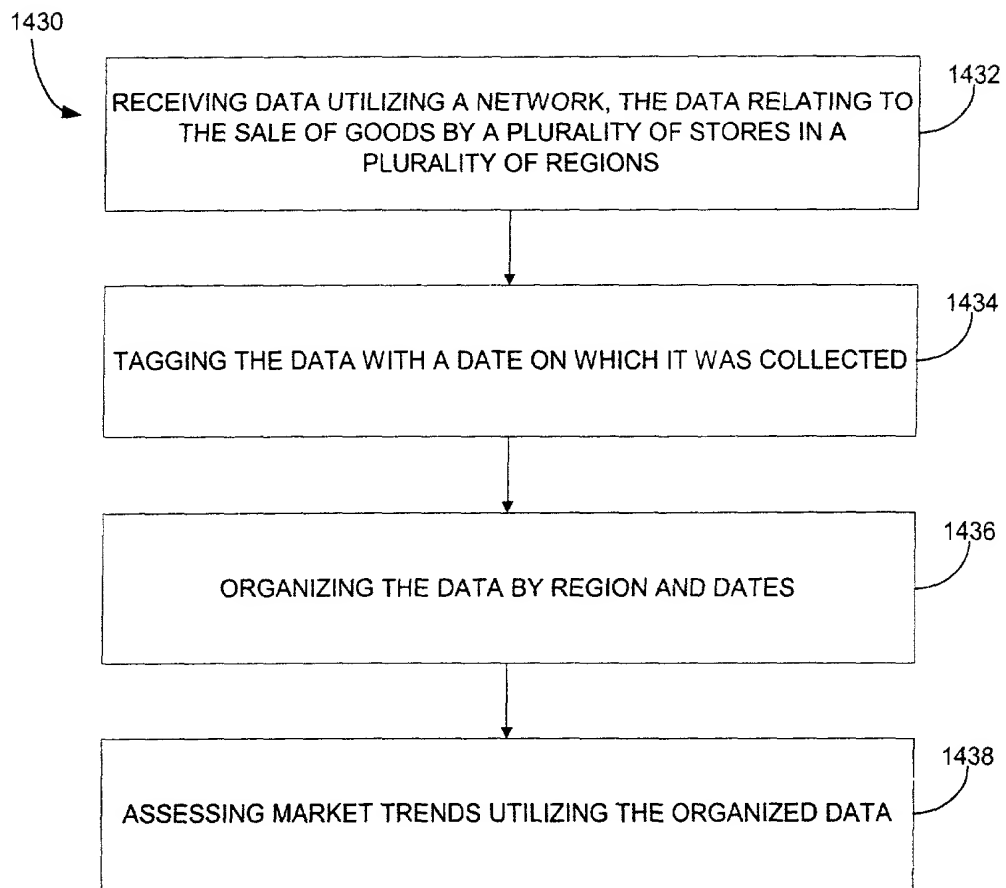 1430
1432
RECEIVING DATA UTILIZING A NETWORK, THE DATA RELATING TO
THE SALE OF GOODS BY A PLURALITY OF STORES IN A
PLURALITY OF REGIONS
1434
TAGGING THE DATA WITH A DATE ON WHICH IT WAS COLLECTED
1436
ORGANIZING THE DATA BY REGION AND DATES
1438
ASSESSING MARKET TRENDS UTILIZING THE ORGANIZED DATA